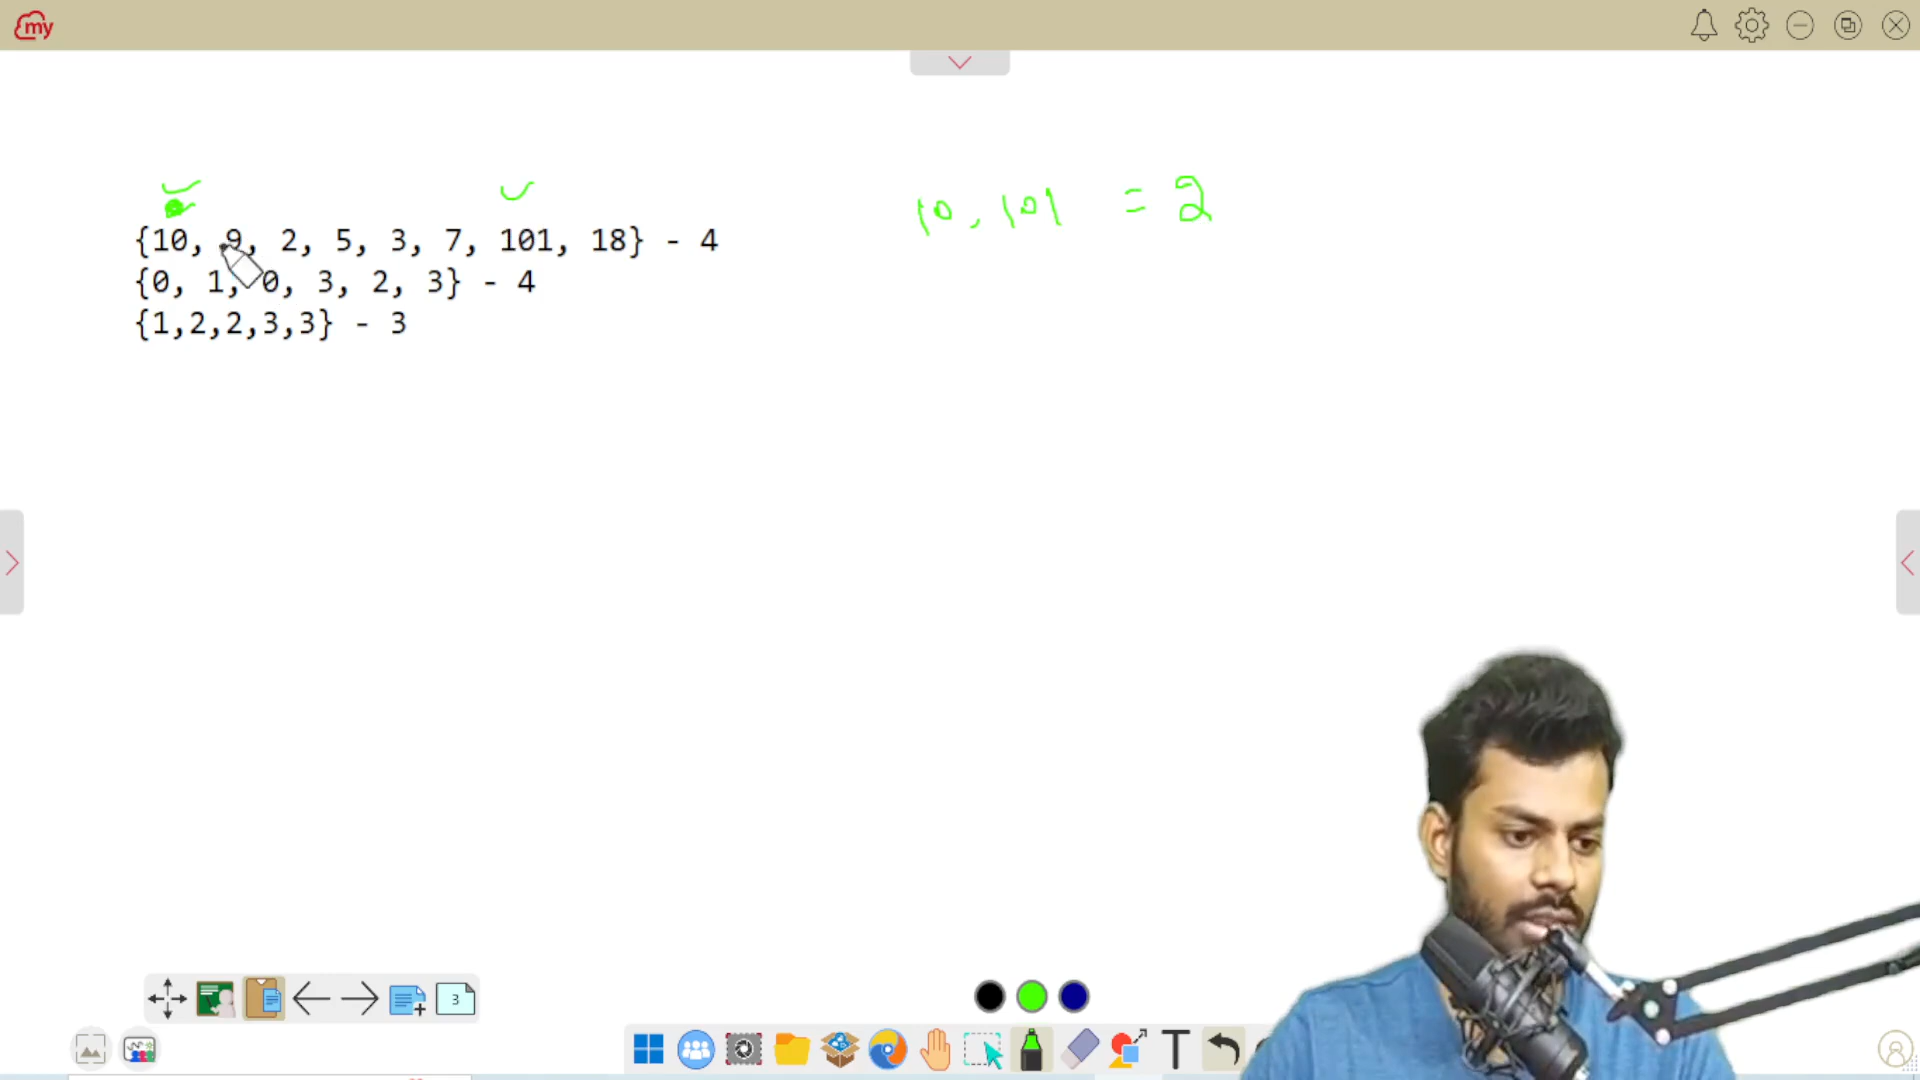 my
10, 101 = 2
{10, 9, 2, 5, 3, 7, 101, 18} - 4
{0, 1, 0, 3, 2, 3} - 4
{1,2,2,3,3} - 3
3
T